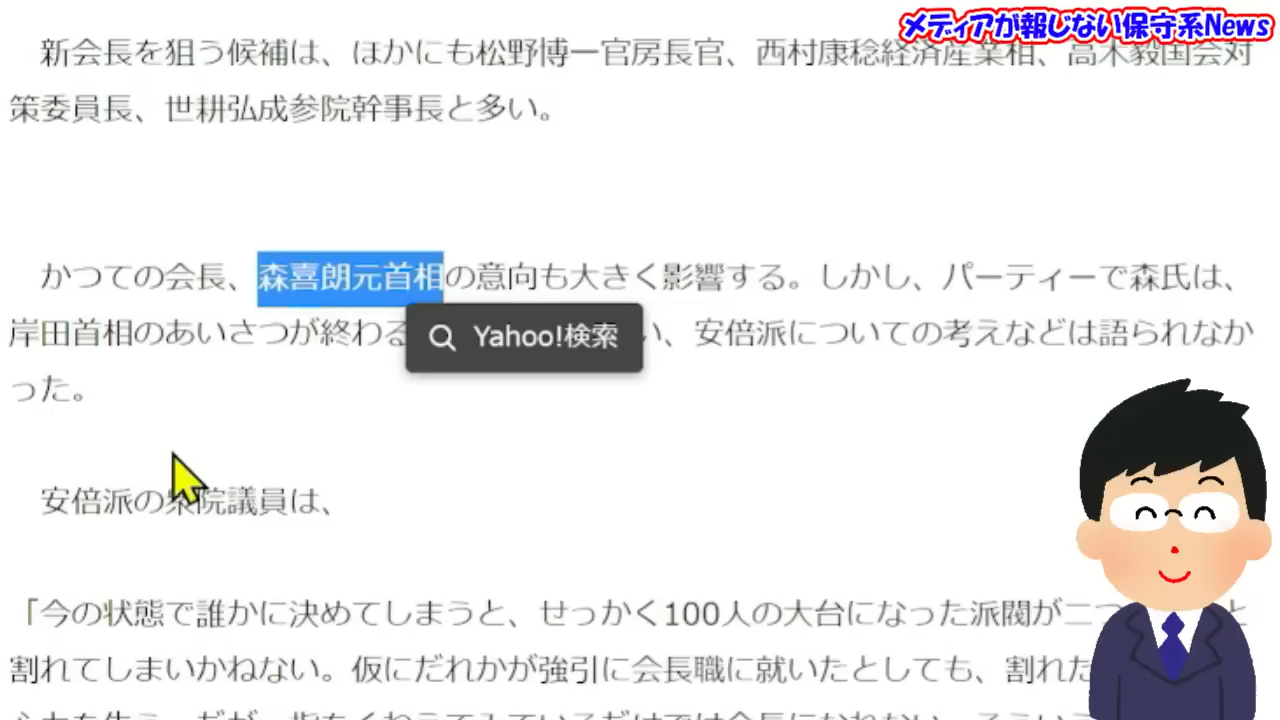 メディアが報じない保守系News
新会長を狙う候補は、ほかにも松野博一官房長官、西村康稔経済産業相、高木毅国会対
策委員長、世耕弘成参院幹事長と多い。
かつての会長、森喜朗元首相の意向も大きく影響する。しかし、パーティーで森氏は、
岸田首相のあいさつが終わる
Yahoo!検索
い、安倍派についての考えなどは語られなか
った。
安倍派の衆院議員は、
「今の状態で誰かに決めてしまうと、せっかく100人の大台になった派閥が二つ
と
割れてしまいかねない。仮にだれかが強引に会長職に就いたとしても、割れた